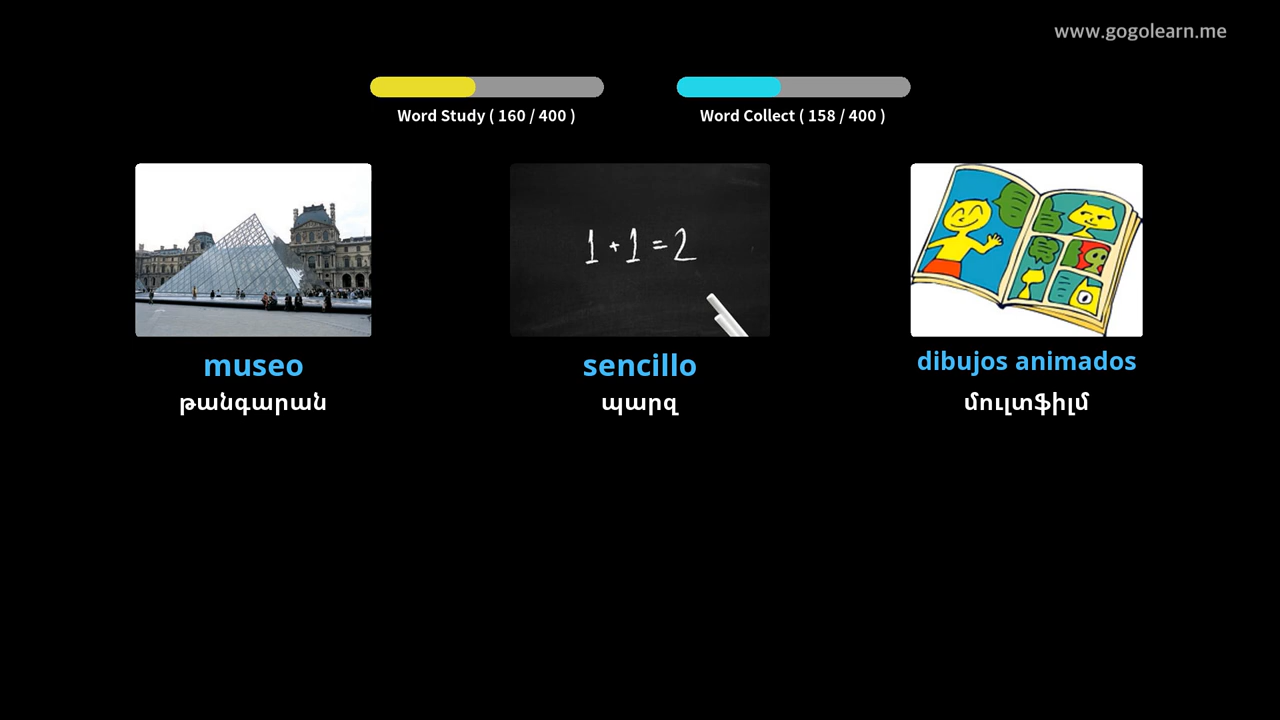 www.gogolearn.me
Word Study ( 160 / 400 )
Word Collect ( 158 / 400 )
1 + 1 = 2
museo
sencillo
dibujos animados
թանգարան
պարզ
մուլտֆիլմ